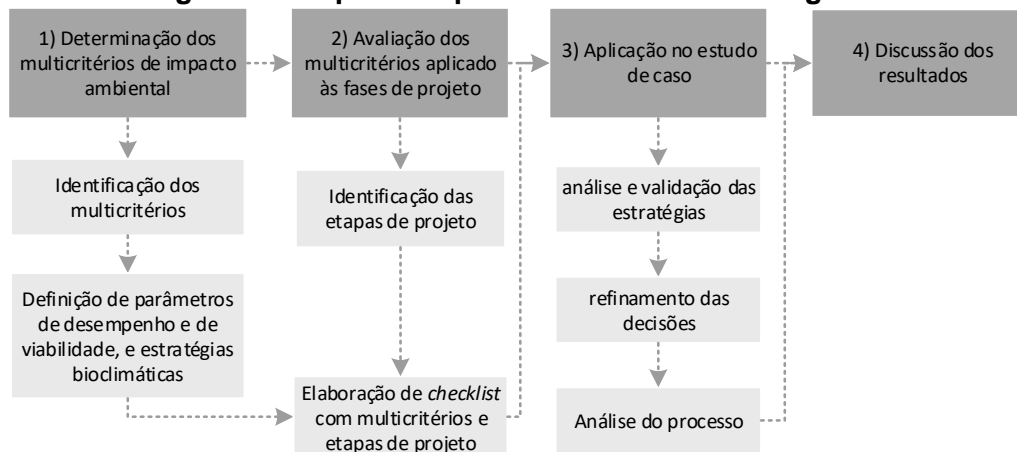 1) Determinação dos
multicritérios de impacto
ambiental
2) Avaliação dos
multicritérios aplicado
às fases de projeto
3) Aplicação no estudo
de caso
4) Discussão dos
resultados
Identificação dos
multicritérios
Identificação das
etapas de projeto
análise e validação das
estratégias
Definição de parâmetros
de desempenho e de
viabilidade, e estratégias
bioclimáticas
refinamento das
decisões
Elaboração de checklist
com multicritérios e
etapas de projeto
Análise do processo